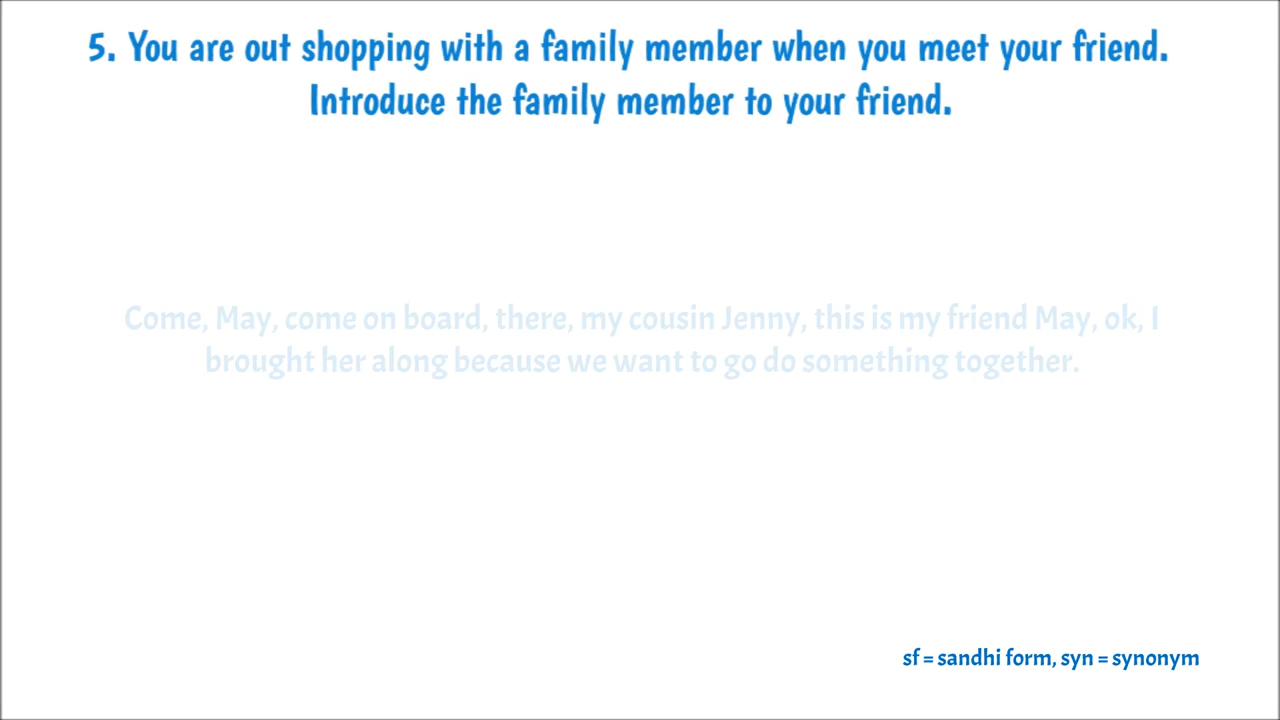 5. You are out shopping with a family member when you meet your friend.
Introduce the family member to your friend.
Come, May, come on board, there, my cousin Jenny, this is my friend May, ok, I
brought her along because we want to go do something together.
sf = sandhi form, syn = synonym